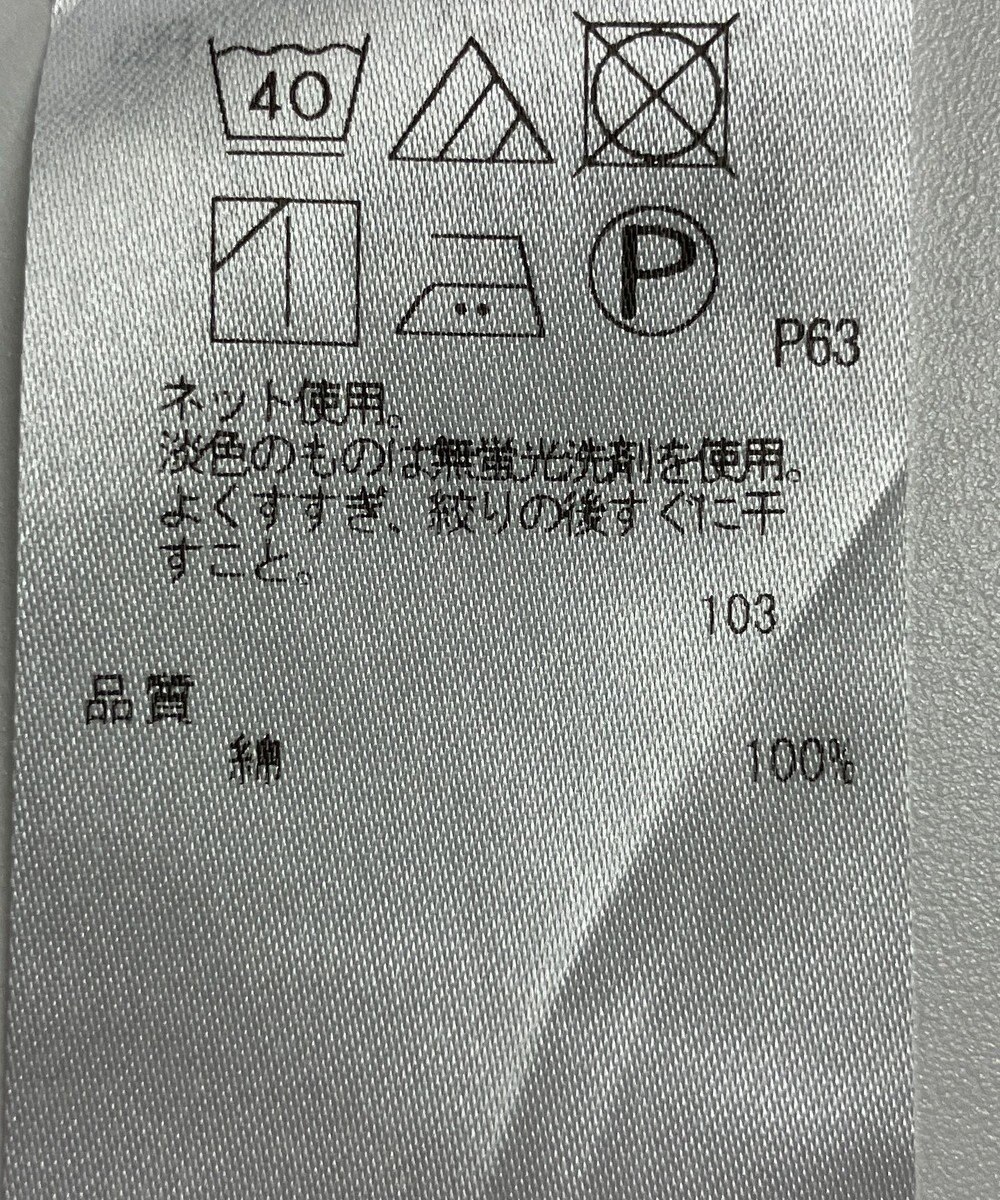 40
P
P63
ネット使用。
淡色のものは無蛍光洗剤を使用。
よくすすぎ、絞りの後すぐに干
すこと。
103
品質
綿 100%